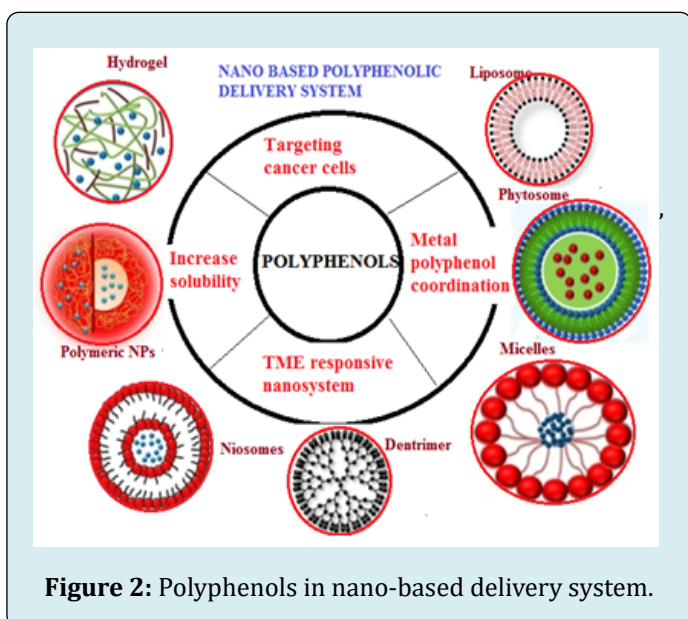 Hydrogel
NANO BASED POLYPHENOLIC
DELIVERY SYSTEM
Liposome
Targeting
cancer cells
Phytosome
,
Increase
solubility
POLYPHENOLS
Metal
polyphenol
coordination
Polymeric NPs
TME responsive
nanosystem
Micelles
Niosomes
Dentrimer
Figure 2: Polyphenols in nano-based delivery system.